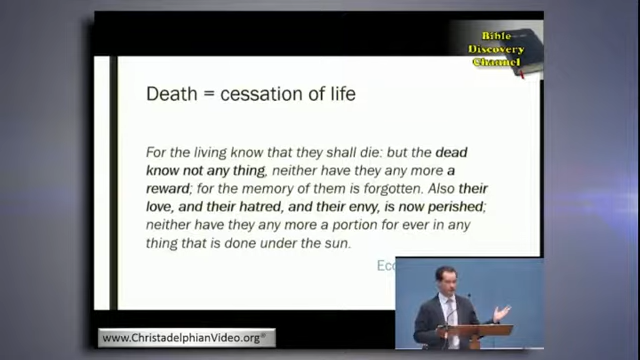 Bible
Discovery
Channel
Death = cessation of life
For the living know that they shall die: but the dead
know not any thing, neither have they any more a
reward; for the memory of them is forgotten. Also their
love, and their hatred, and their envy, is now perished;
neither have they any more a portion for ever in any
thing that is done under the sun.
www.ChristadelphianVideo.org